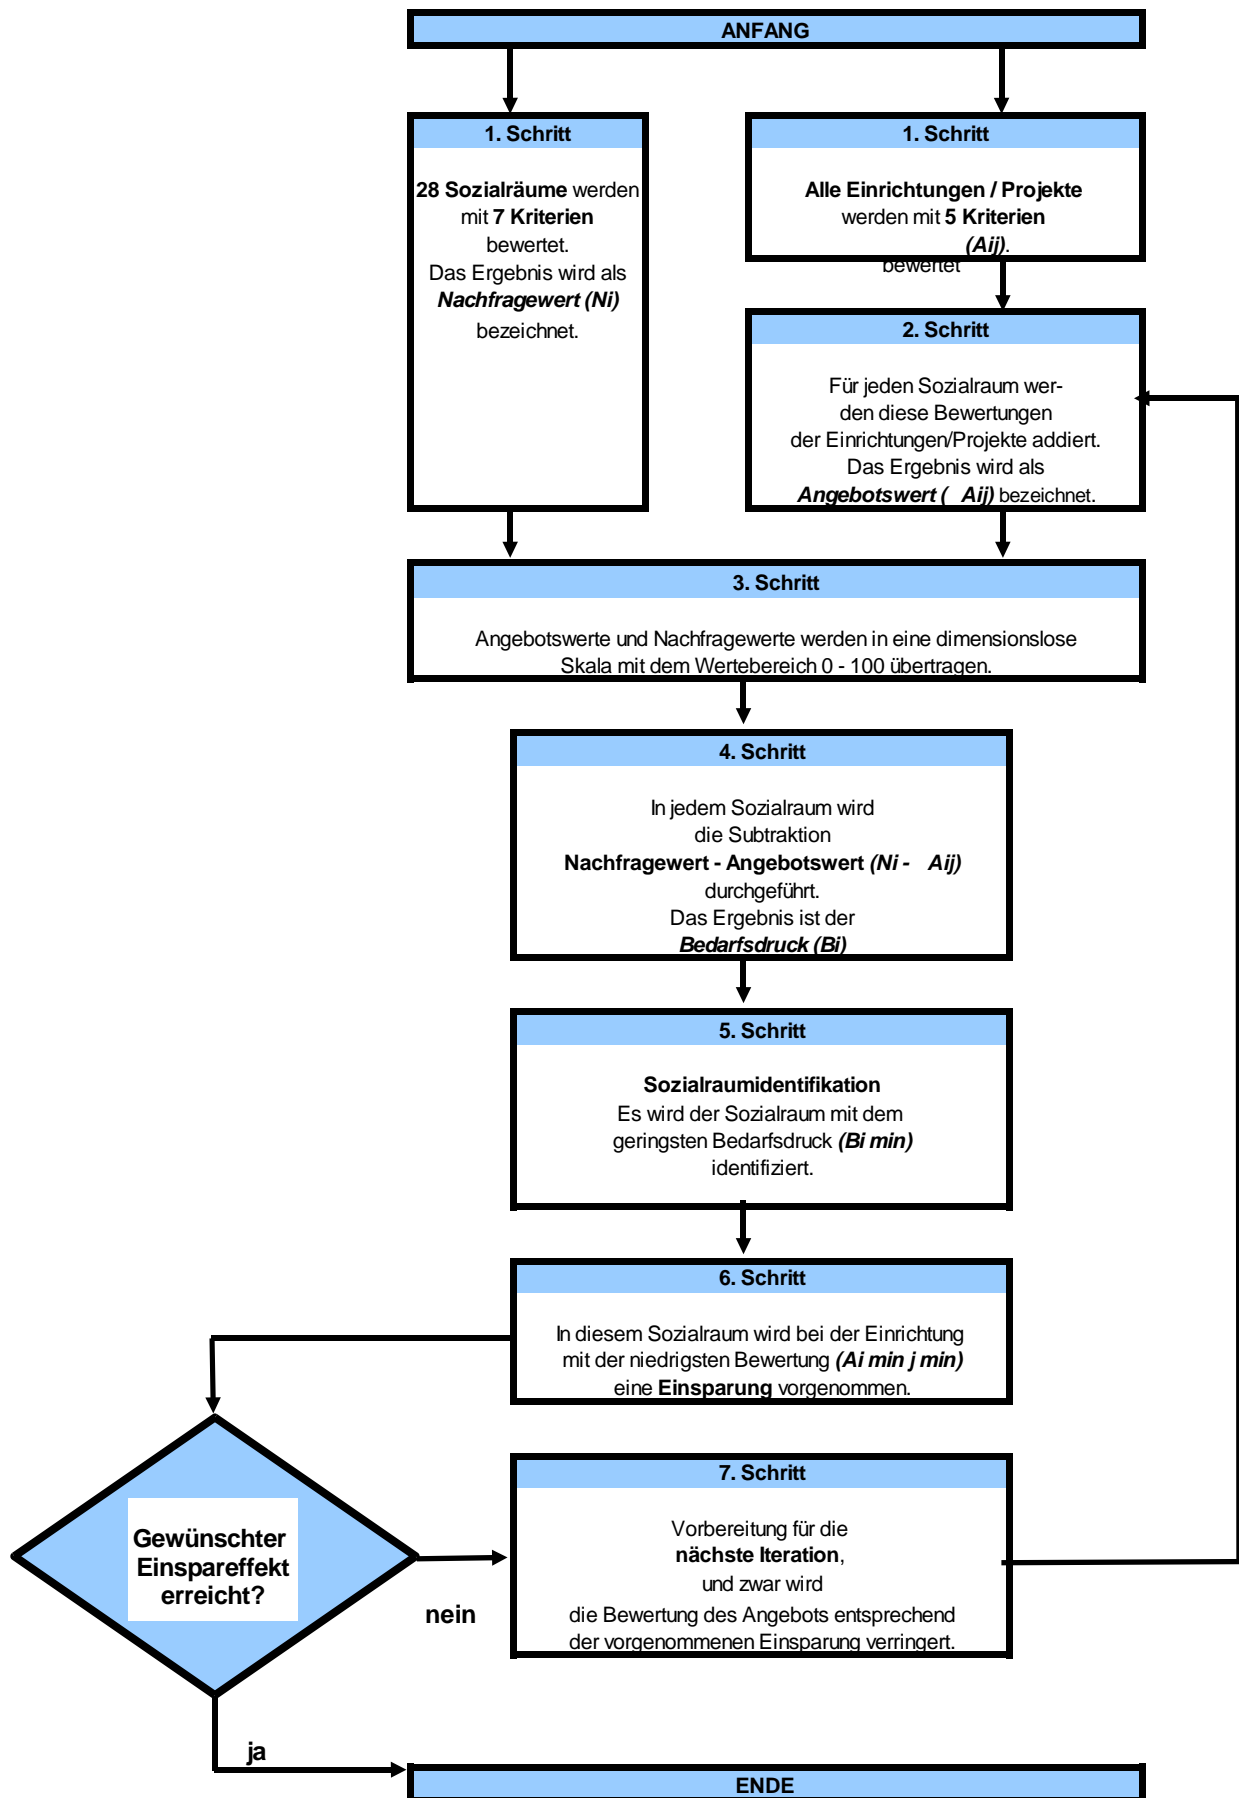 ANFANG
1. Schritt
28 Sozialräume werden
mit 7 Kriterien
bewertet.
Das Ergebnis wird als
Nachfragewert (Ni)
bezeichnet.
1. Schritt
Alle Einrichtungen / Projekte
werden mit 5 Kriterien
(Aij).
bewertet
2. Schritt
Für jeden Sozialraum wer-
den diese Bewertungen
der Einrichtungen/Projekte addiert.
Das Ergebnis wird als
Angebotswert ( Aij) bezeichnet.
3. Schritt
Angebotswerte und Nachfragewerte werden in eine dimensionslose
Skala mit dem Wertebereich 0 - 100 übertragen.
4. Schritt
In jedem Sozialraum wird
die Subtraktion
Nachfragewert - Angebotswert (Ni - Aij)
durchgeführt.
Das Ergebnis ist der
Bedarfsdruck (Bi)
5. Schritt
Sozialraumidentifikation
Es wird der Sozialraum mit dem
geringsten Bedarfsdruck (Bi min)
identifiziert.
6. Schritt
In diesem Sozialraum wird bei der Einrichtung
mit der niedrigsten Bewertung (Ai min j min)
eine Einsparung vorgenommen.
Gewünschter
Einspareffekt
erreicht?
nein
7. Schritt
Vorbereitung für die
nächste Iteration,
und zwar wird
die Bewertung des Angebots entsprechend
der vorgenommenen Einsparung verringert.
ja
ENDE